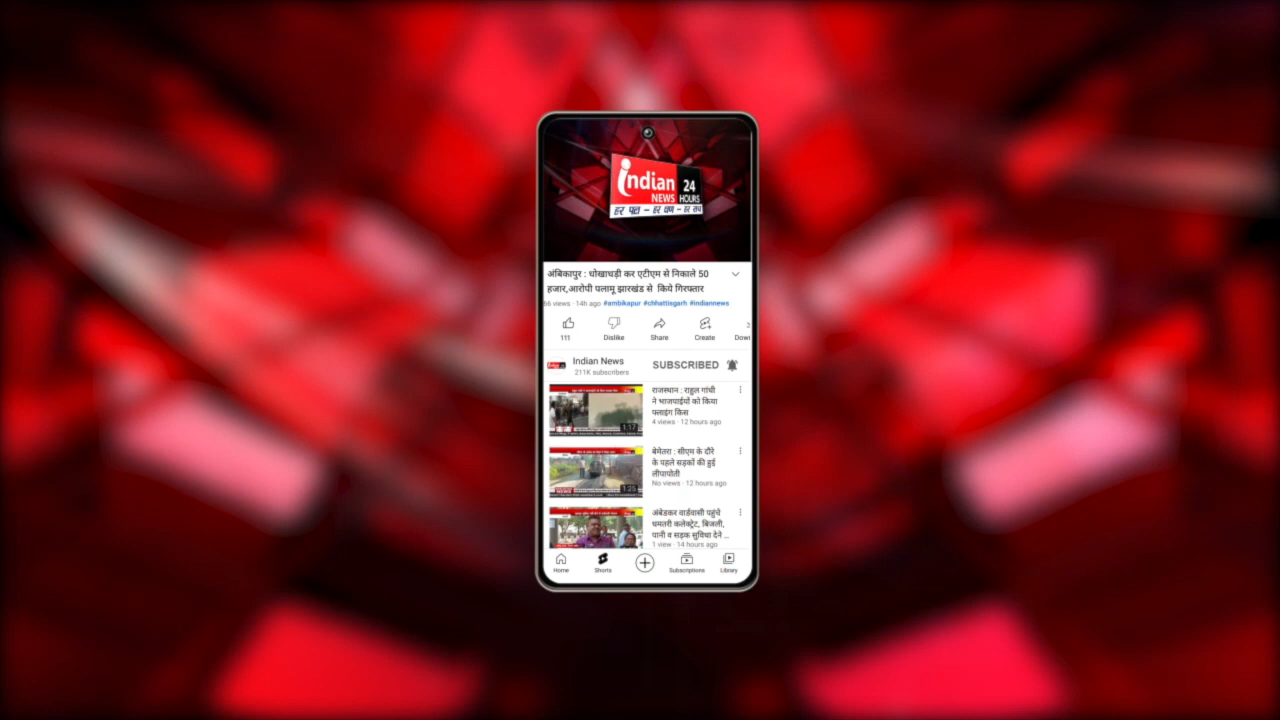 indian
NEWS
24
HOURS
हर पल – हर क्षण – हर सच
अंबिकापुर : धोखाधड़ी कर एटीएम से निकाले 50
हजार,आरोपी पलामू झारखंड से किये गिरफ्तार
66 views · 14h ago #ambikapur #chhattisgarh #indiannews
111
Dislike
Share
Create
Indian News
211K subscribers
SUBSCRIBED
राजस्थान : राहुल गांधी
ने भाजपाईयों को किया
फ्लाइंग किस
4 views · 12 hours ago
1:17
बेमेतरा : सीएम के दौरे
के पहले सड़कों की हुई
लीपापोती
No views · 12 hours ago
1:25
अंबेडकर वार्डवासी पहुंचे
धमतरी कलेक्ट्रेट, बिजली,
पानी व सड़क सुविधा देने ...
1 view · 14 hours ago
Home
Shorts
Subscriptions
Library